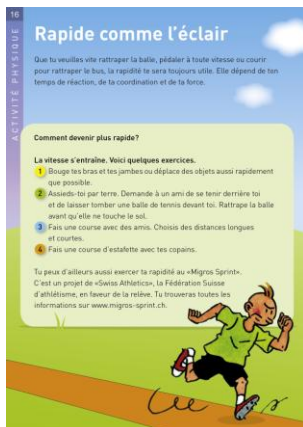 16
ACTIVITÉ PHYSIQUE
Rapide comme l'éclair
Que tu veuilles vite rattraper la balle, pédaler à toute vitesse ou courir
pour rattraper le bus, la rapidité te sera toujours utile. Elle dépend de ton
temps de réaction, de ta coordination et de ta force.
Comment devenir plus rapide?
La vitesse s'entraîne. Voici quelques exercices.
1 Bouge tes bras et tes jambes ou déplace des objets aussi rapidement
que possible.
2 Assieds-toi par terre. Demande à un ami de se tenir derrière toi
et de laisser tomber une balle de tennis devant toi. Rattrape la balle
avant qu'elle ne touche le sol.
3 Fais une course avec des amis. Choisis des distances longues
et courtes.
4 Fais une course d'estafette avec tes copains.
Tu peux d'ailleurs aussi exercer ta rapidité au «Migros Sprint».
C'est un projet de «Swiss Athletics», la Fédération Suisse
d'athlétisme, en faveur de la relève. Tu trouveras toutes les
informations sur www.migros-sprint.ch.